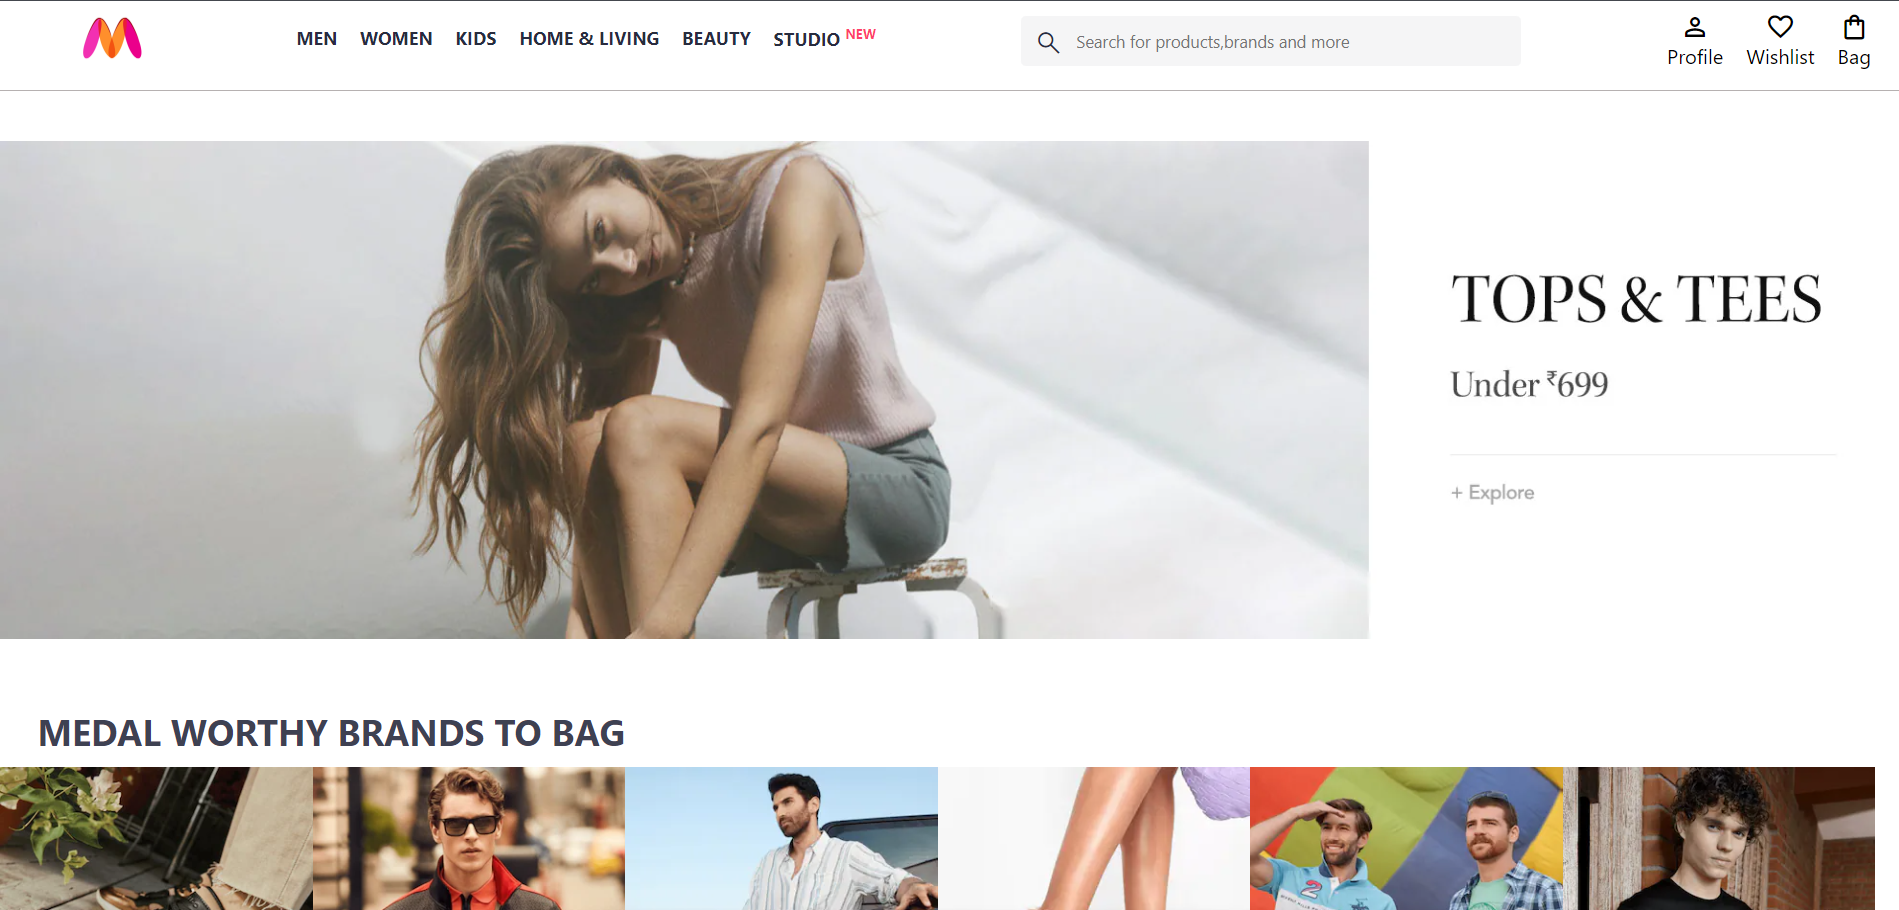 MEN WOMEN KIDS HOME & LIVING BEAUTY STUDIO NEW
Search for products,brands and more
Profile Wishlist Bag
TOPS & TEES
Under ₹699
+ Explore
MEDAL WORTHY BRANDS TO BAG
2